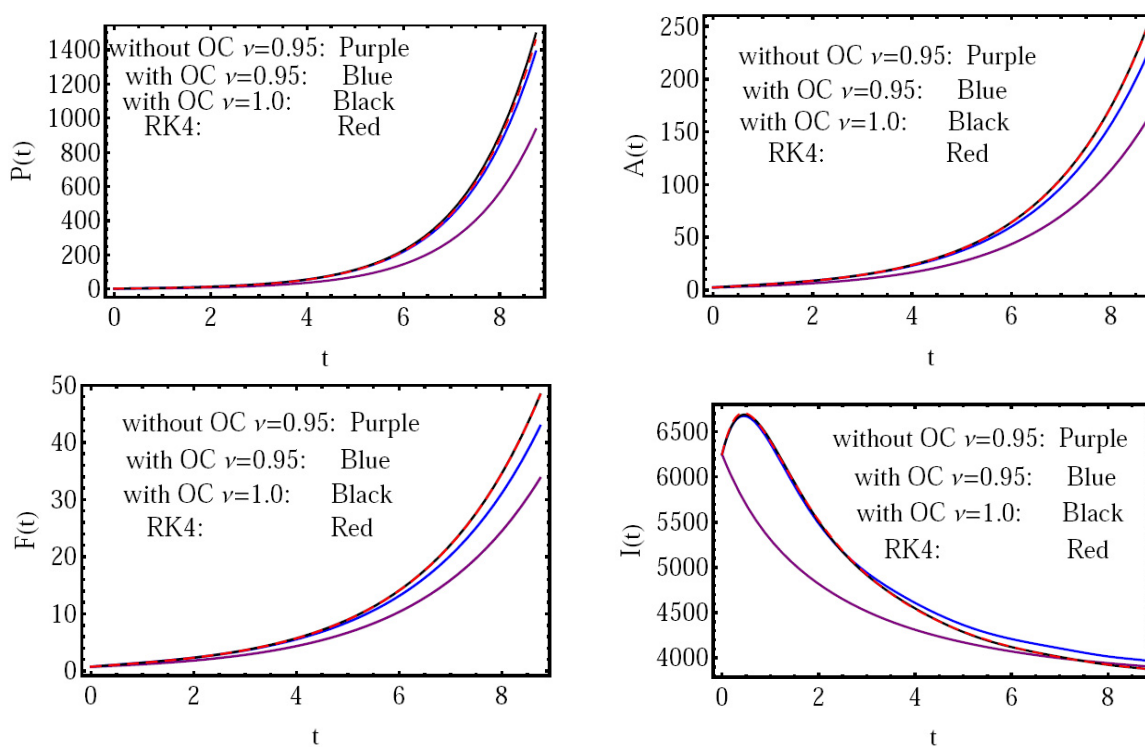 P(t)
1400
1200
1000
800
600
400
200
0
without OC ν=0.95: Purple
with OC ν=0.95: Blue
with OC ν=1.0: Black
RK4: Red
0 2 4 6 8
t
A(t)
250
200
150
100
50
0
without OC ν=0.95: Purple
with OC ν=0.95: Blue
with OC ν=1.0: Black
RK4: Red
0 2 4 6 8
t
F(t)
50
40
30
20
10
0
without OC ν=0.95: Purple
with OC ν=0.95: Blue
with OC ν=1.0: Black
RK4: Red
0 2 4 6 8
t
I(t)
6500
6000
5500
5000
4500
4000
without OC ν=0.95: Purple
with OC ν=0.95: Blue
with OC ν=1.0: Black
RK4: Red
0 2 4 6 8
t